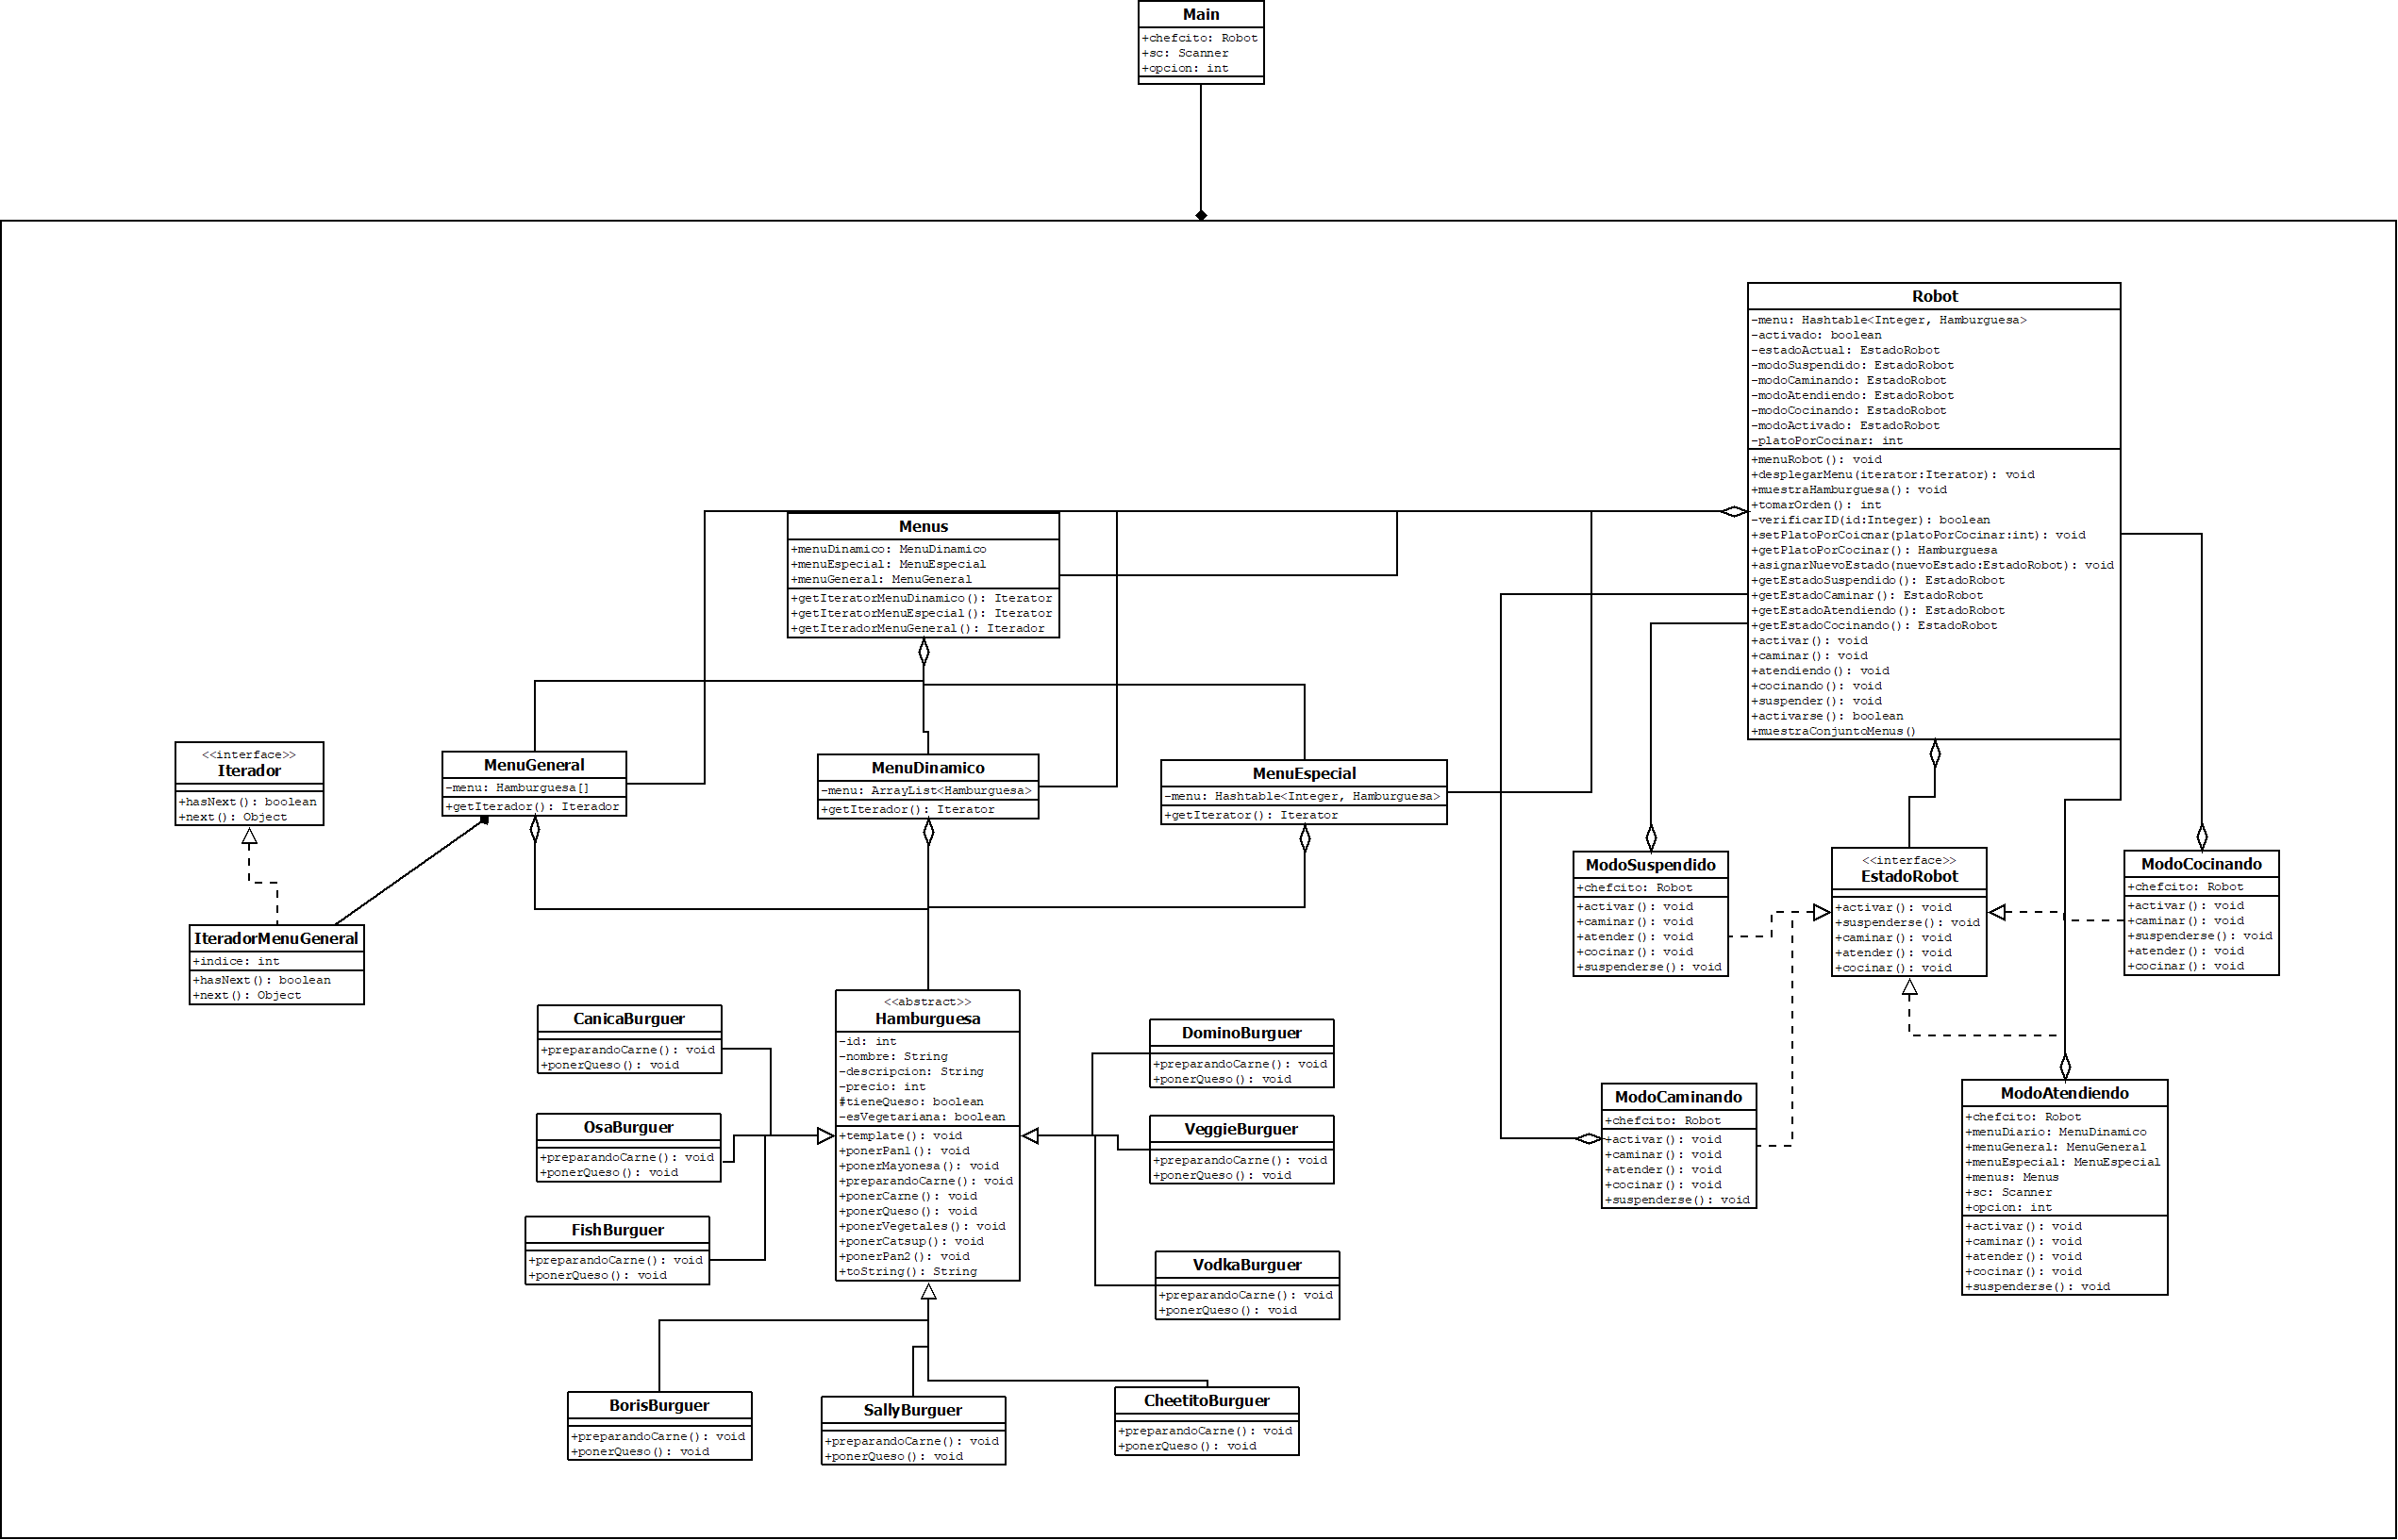 Main
+chefcito: Robot
+sc: Scanner
+opcion: int
Robot
-menu: Hashtable<Integer, Hamburguesa>
-activado: boolean
-estadoActual: EstadoRobot
-modoSuspendido: EstadoRobot
-modoCaminando: EstadoRobot
-modoAtendiendo: EstadoRobot
-modoCocinando: EstadoRobot
-modoActivado: EstadoRobot
-platoPorCocinar: int
+menuRobot(): void
+desplegarMenu(iterator:Iterator): void
+muestraHamburguesa(): void
+tomarOrden(): int
-verificarID(id:Integer): boolean
+setPlatoPorCoicnar(platoPorCocinar:int): void
+getPlatoPorCocinar(): Hamburguesa
+asignarNuevoEstado(nuevoEstado:EstadoRobot): void
+getEstadoSuspendido(): EstadoRobot
+getEstadoCaminar(): EstadoRobot
+getEstadoAtendiendo(): EstadoRobot
+getEstadoCocinando(): EstadoRobot
+activar(): void
+caminar(): void
+atendiendo(): void
+cocinando(): void
+suspender(): void
+activarse(): boolean
+muestraConjuntoMenus()
Menus
+menuDinamico: MenuDinamico
+menuEspecial: MenuEspecial
+menuGeneral: MenuGeneral
+getIteratorMenuDinamico(): Iterator
+getIteratorMenuEspecial(): Iterator
+getIteradorMenuGeneral(): Iterador
<<interface>>
Iterador
+hasNext(): boolean
+next(): Object
MenuGeneral
-menu: Hamburguesa[]
+getIterador(): Iterador
MenuDinamico
-menu: ArrayList<Hamburguesa>
+getIterador(): Iterator
MenuEspecial
-menu: Hashtable<Integer, Hamburguesa>
+getIterator(): Iterator
ModoSuspendido
+chefcito: Robot
+activar(): void
+caminar(): void
+atender(): void
+cocinar(): void
+suspenderse(): void
<<interface>>
EstadoRobot
+activar(): void
+suspenderse(): void
+caminar(): void
+atender(): void
+cocinar(): void
ModoCocinando
+chefcito: Robot
+activar(): void
+caminar(): void
+suspenderse(): void
+atender(): void
+cocinar(): void
IteradorMenuGeneral
+indice: int
+hasNext(): boolean
+next(): Object
CanicaBurguer
+preparandoCarne(): void
+ponerQueso(): void
<<abstract>>
Hamburguesa
-id: int
-nombre: String
-descripcion: String
-precio: int
#tieneQueso: boolean
-esVegetariana: boolean
+template(): void
+ponerPan1(): void
+ponerMayonesa(): void
+preparandoCarne(): void
+ponerCarne(): void
+ponerQueso(): void
+ponerVegetales(): void
+ponerCatsup(): void
+ponerPan2(): void
+toString(): String
DominoBurguer
+preparandoCarne(): void
+ponerQueso(): void
OsaBurguer
+preparandoCarne(): void
+ponerQueso(): void
VeggieBurguer
+preparandoCarne(): void
+ponerQueso(): void
FishBurguer
+preparandoCarne(): void
+ponerQueso(): void
VodkaBurguer
+preparandoCarne(): void
+ponerQueso(): void
ModoCaminando
+chefcito: Robot
+activar(): void
+caminar(): void
+atender(): void
+cocinar(): void
+suspenderse(): void
ModoAtendiendo
+chefcito: Robot
+menuDiario: MenuDinamico
+menuGeneral: MenuGeneral
+menuEspecial: MenuEspecial
+menus: Menus
+sc: Scanner
+opcion: int
+activar(): void
+caminar(): void
+atender(): void
+cocinar(): void
+suspenderse(): void
BorisBurguer
+preparandoCarne(): void
+ponerQueso(): void
SallyBurguer
+preparandoCarne(): void
+ponerQueso(): void
CheetitoBurguer
+preparandoCarne(): void
+ponerQueso(): void